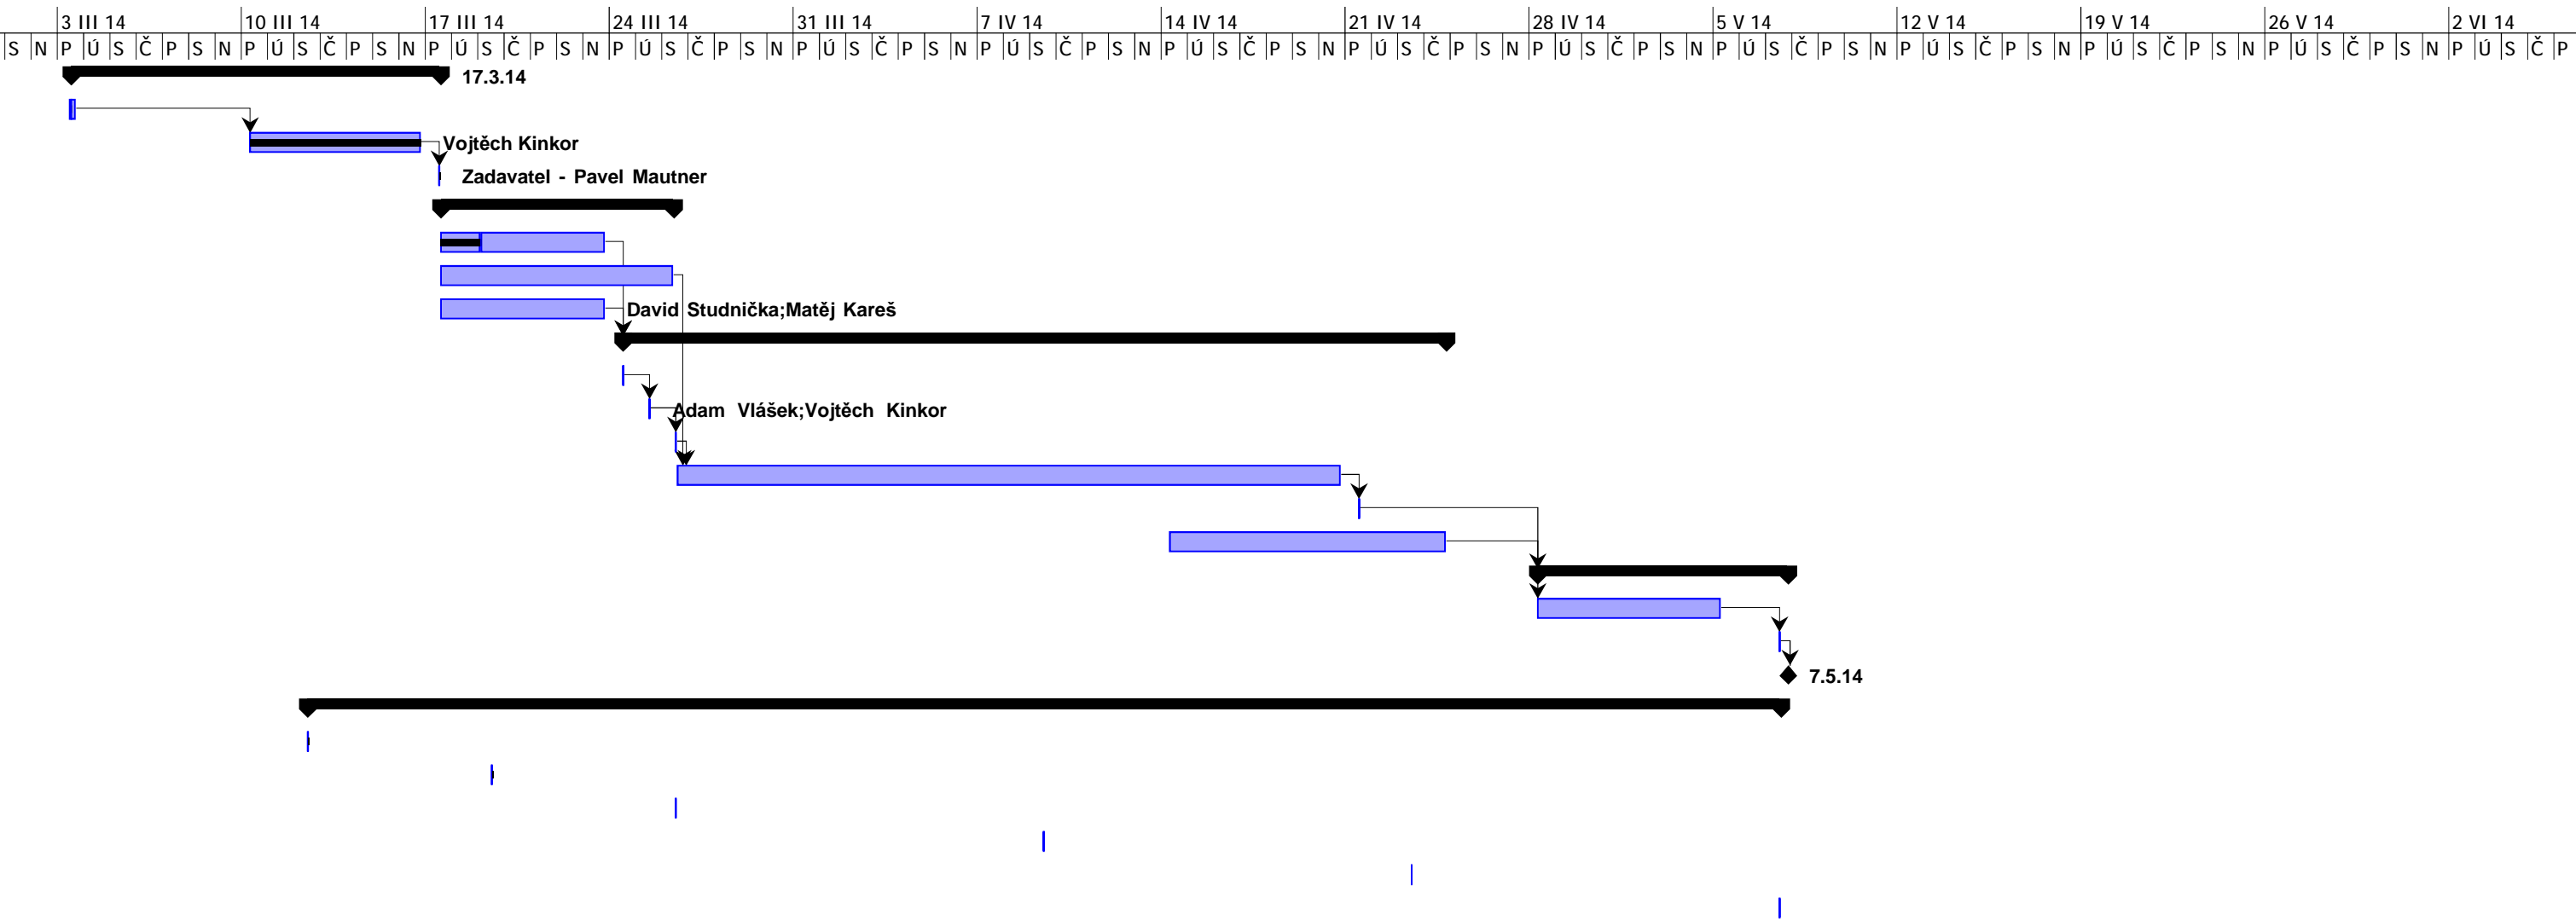 3 III 14 10 III 14 17 III 14 24 III 14 31 III 14 7 IV 14 14 IV 14 21 IV 14 28 IV 14 5 V 14 12 V 14 19 V 14 26 V 14 2 VI 14
S N P Ú S Č P S N P Ú S Č P S N P Ú S Č P S N P Ú S Č P S N P Ú S Č P S N P Ú S Č P S N P Ú S Č P S N P Ú S Č P S N P Ú S Č P S N P Ú S Č P S N P Ú S Č P S N P Ú S Č P S N P Ú S Č P S N P Ú S Č P
17.3.14
Vojtěch Kinkor
Zadavatel - Pavel Mautner
David Studnička;Matěj Kareš
Adam Vlášek;Vojtěch Kinkor
7.5.14